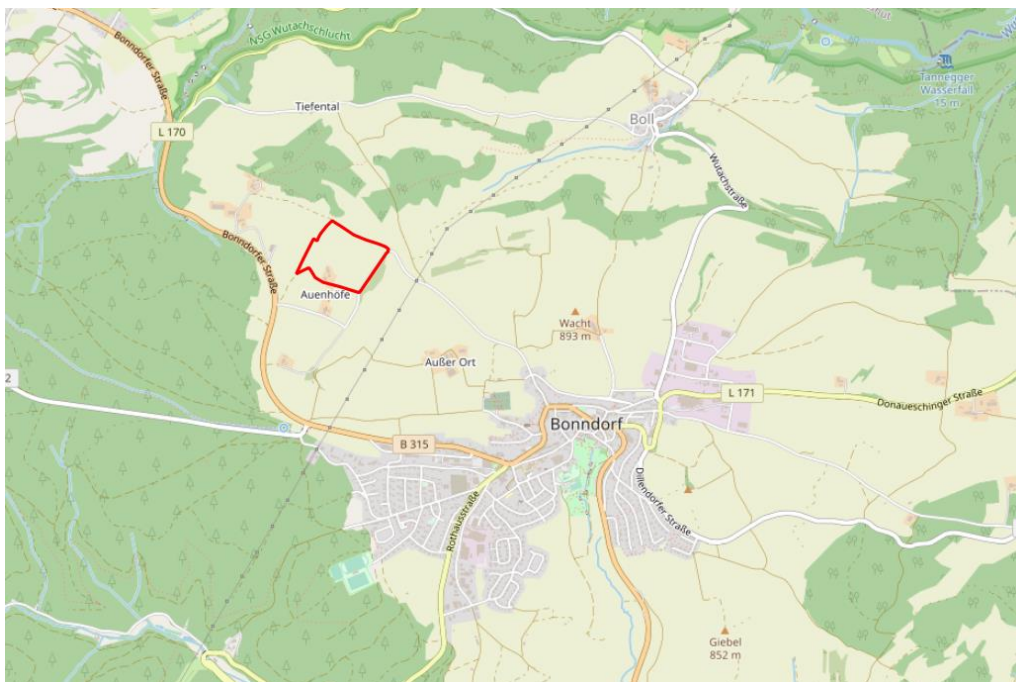 Bonndorfer Straße
NSG Wutachschlucht
Tannegger
Wasserfall
15 m
Tiefental
L 170
Boll
Wutachstraße
Bonndorfer Straße
Auenhöfe
Wacht
893 m
Außer Ort
2
L 171
Donaueschinger Straße
Bonndorf
B 315
Rothausstraße
Dillendorfer Straße
Giebel
852 m